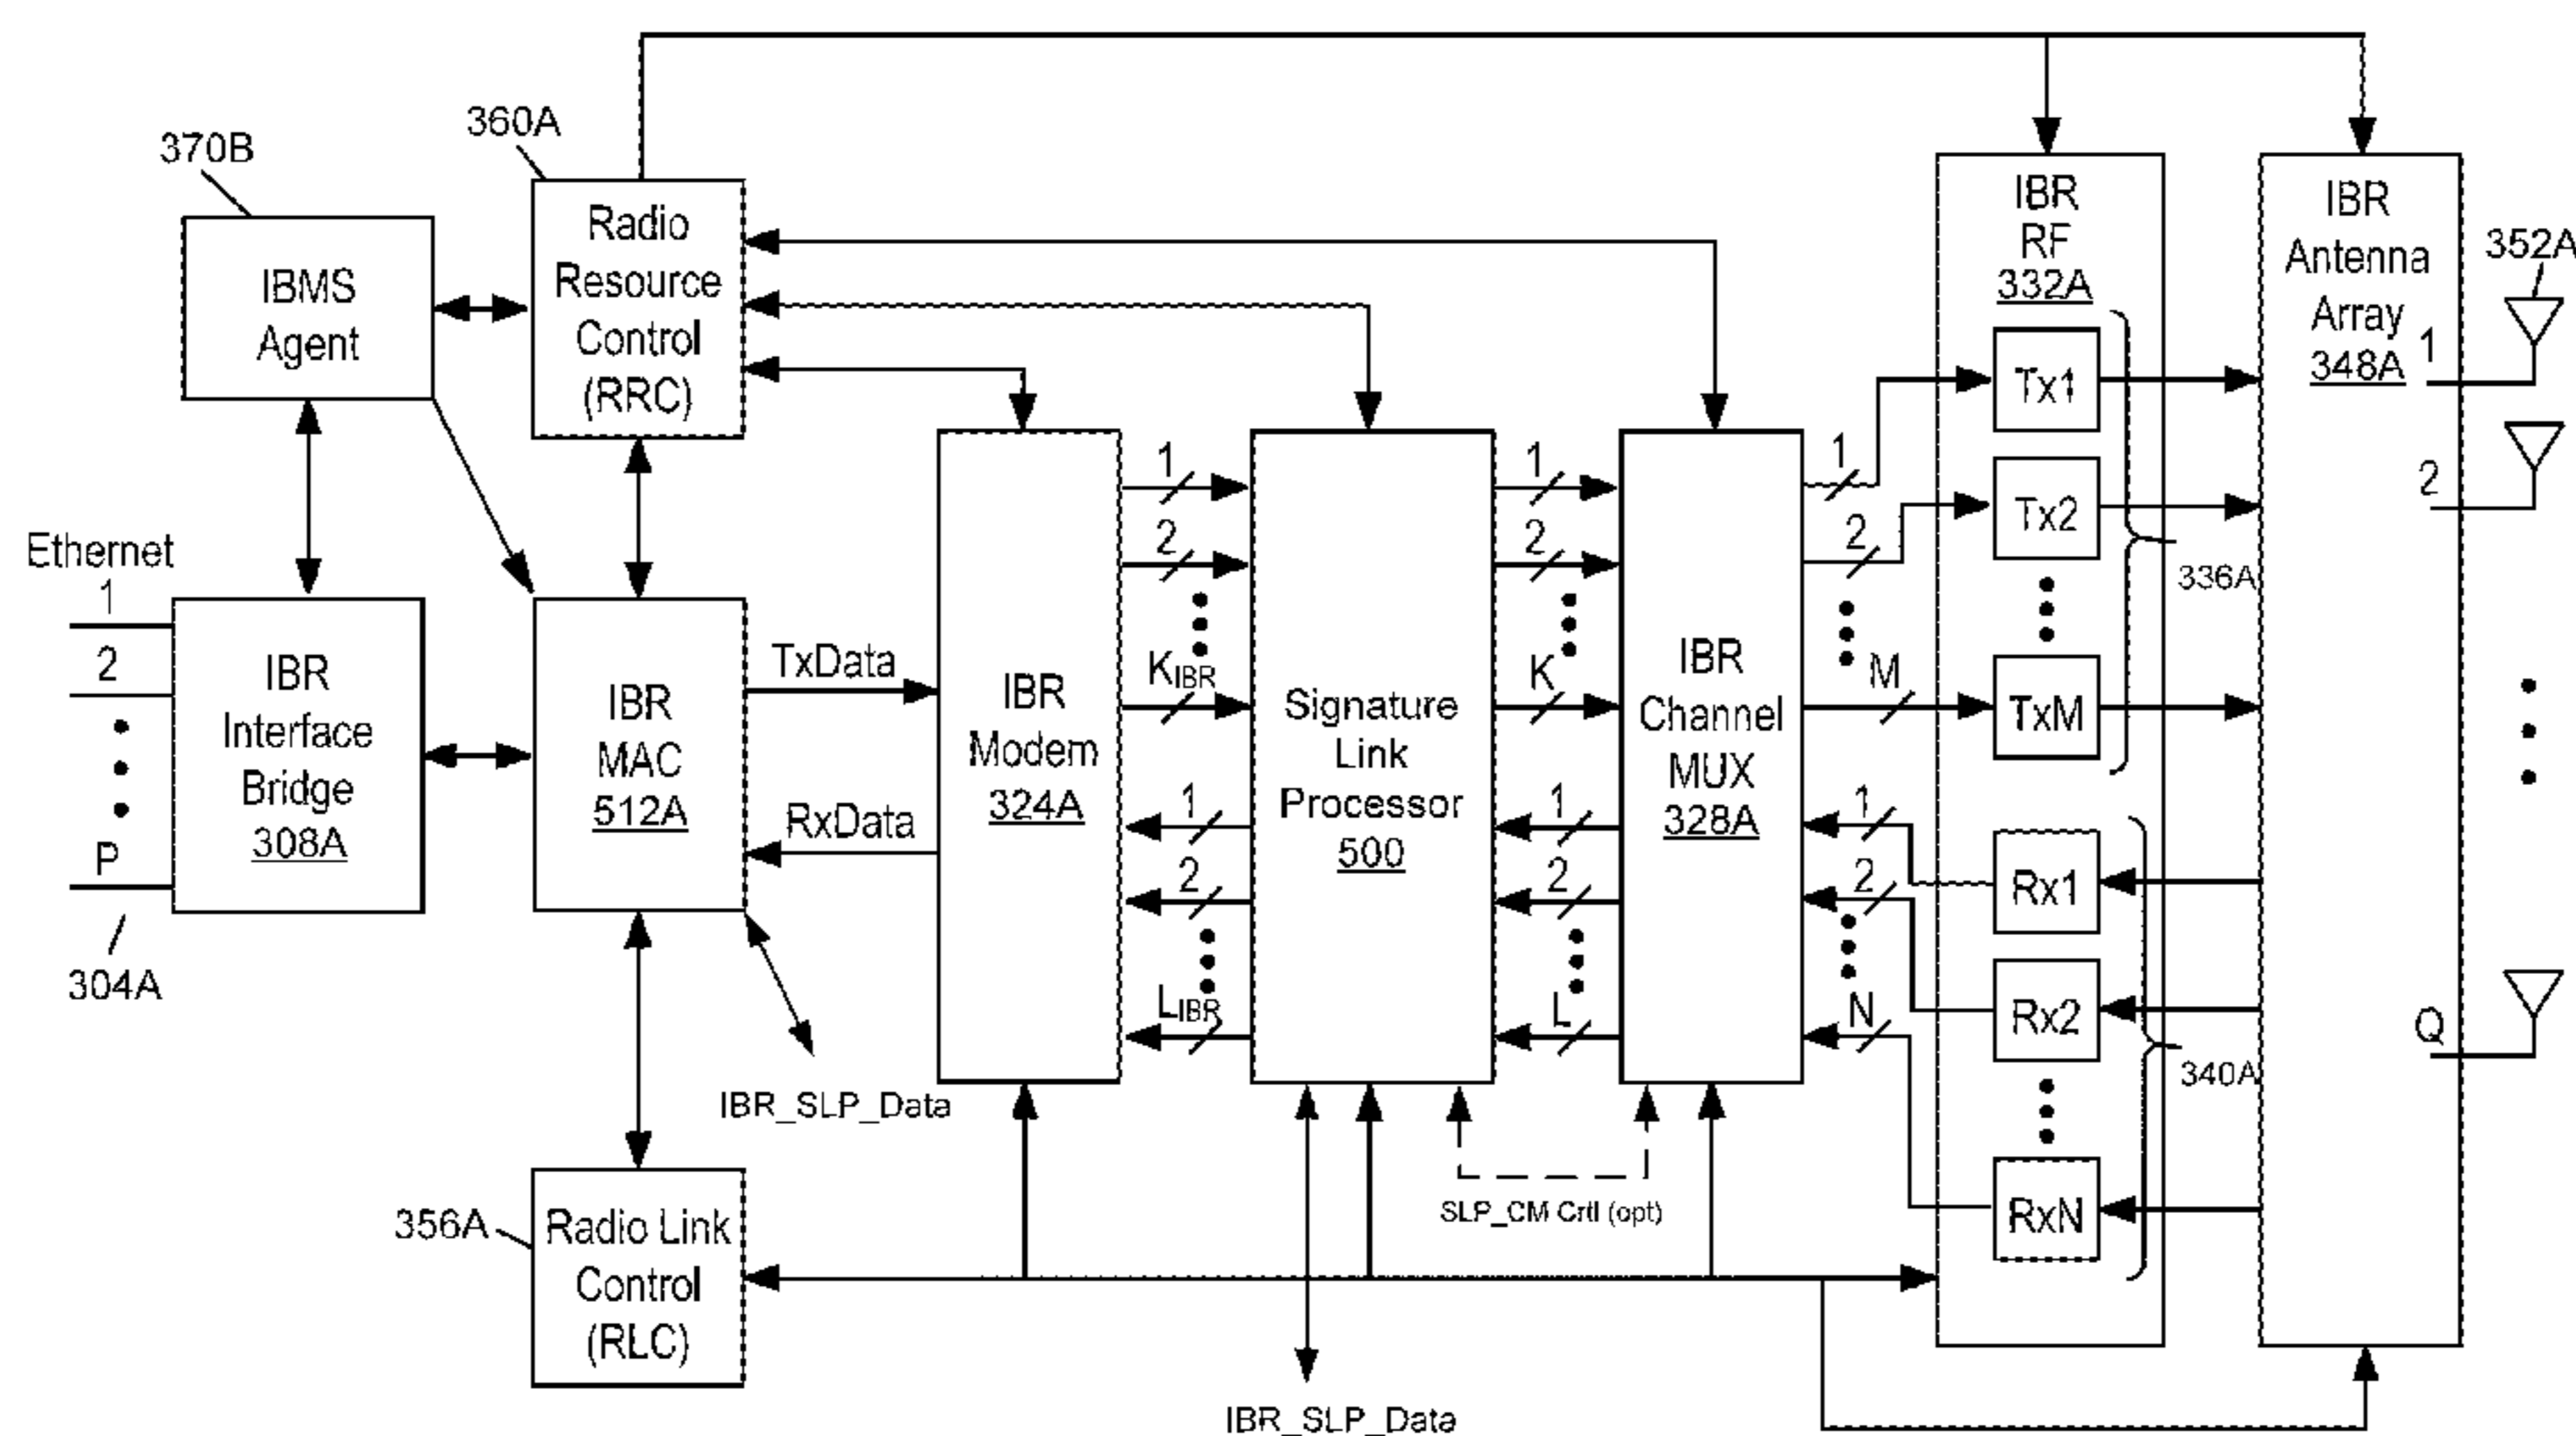 360A
370B
Radio
Resource
Control
(RRC)
IBMS
Agent
Ethernet
1
2
P
304A
IBR
Interface
Bridge
308A
IBR
MAC
512A
TxData
RxData
IBR_SLP_Data
356A
Radio Link
Control
(RLC)
IBR
Modem
324A
1
2
KIBR
1
2
LIBR
Signature
Link
Processor
500
IBR_SLP_Data
SLP_CM Crtl (opt)
1
2
K
1
2
L
IBR
Channel
MUX
328A
1
2
M
1
2
N
IBR
RF
332A
Tx1
Tx2
TxM
336A
Rx1
Rx2
RxN
340A
IBR
Antenna
Array
348A
352A
1
2
Q